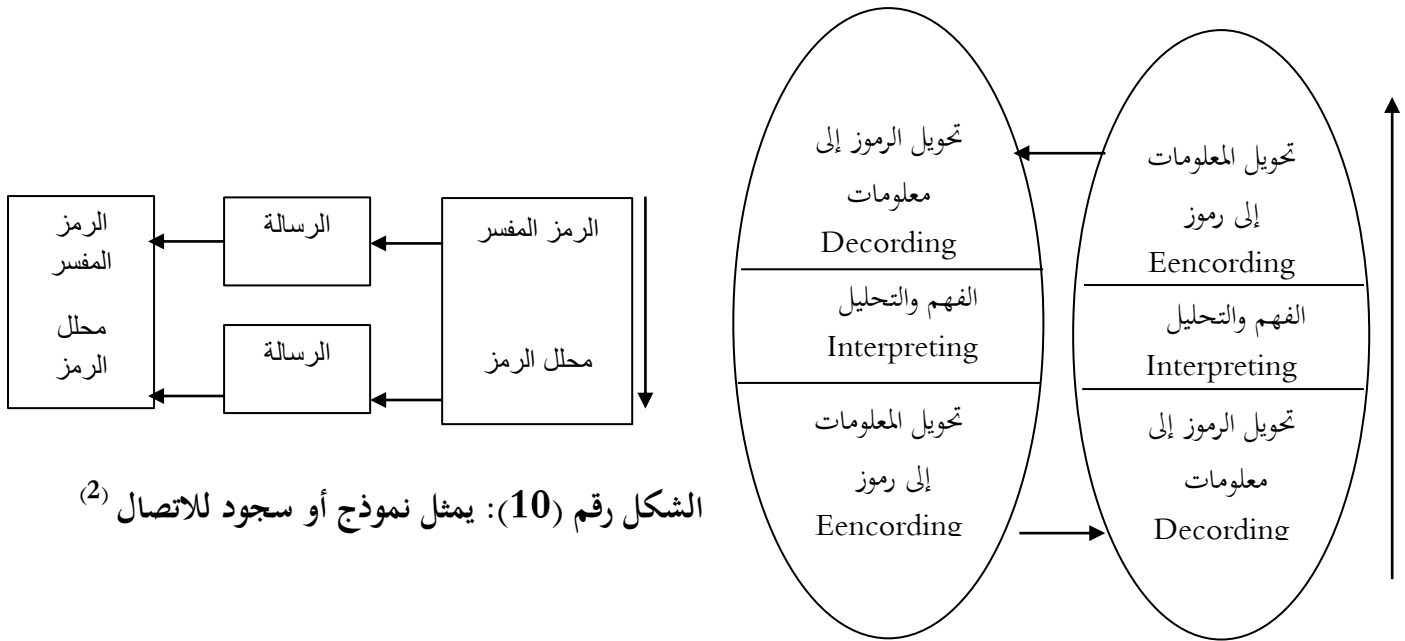 تحويل المعلومات
إلى رموز
Eencording
الفهم والتحليل
Interpreting
تحويل الرموز إلى
معلومات
Decording
تحويل الرموز إلى
معلومات
Decording
الفهم والتحليل
Interpreting
تحويل المعلومات
إلى رموز
Eencording
الرمز المفسر
محلل الرمز
الرسالة
الرسالة
الرمز
المفسر
محلل
الرمز
الشكل رقم (10): يمثل نموذج أو سجود للاتصال (2)